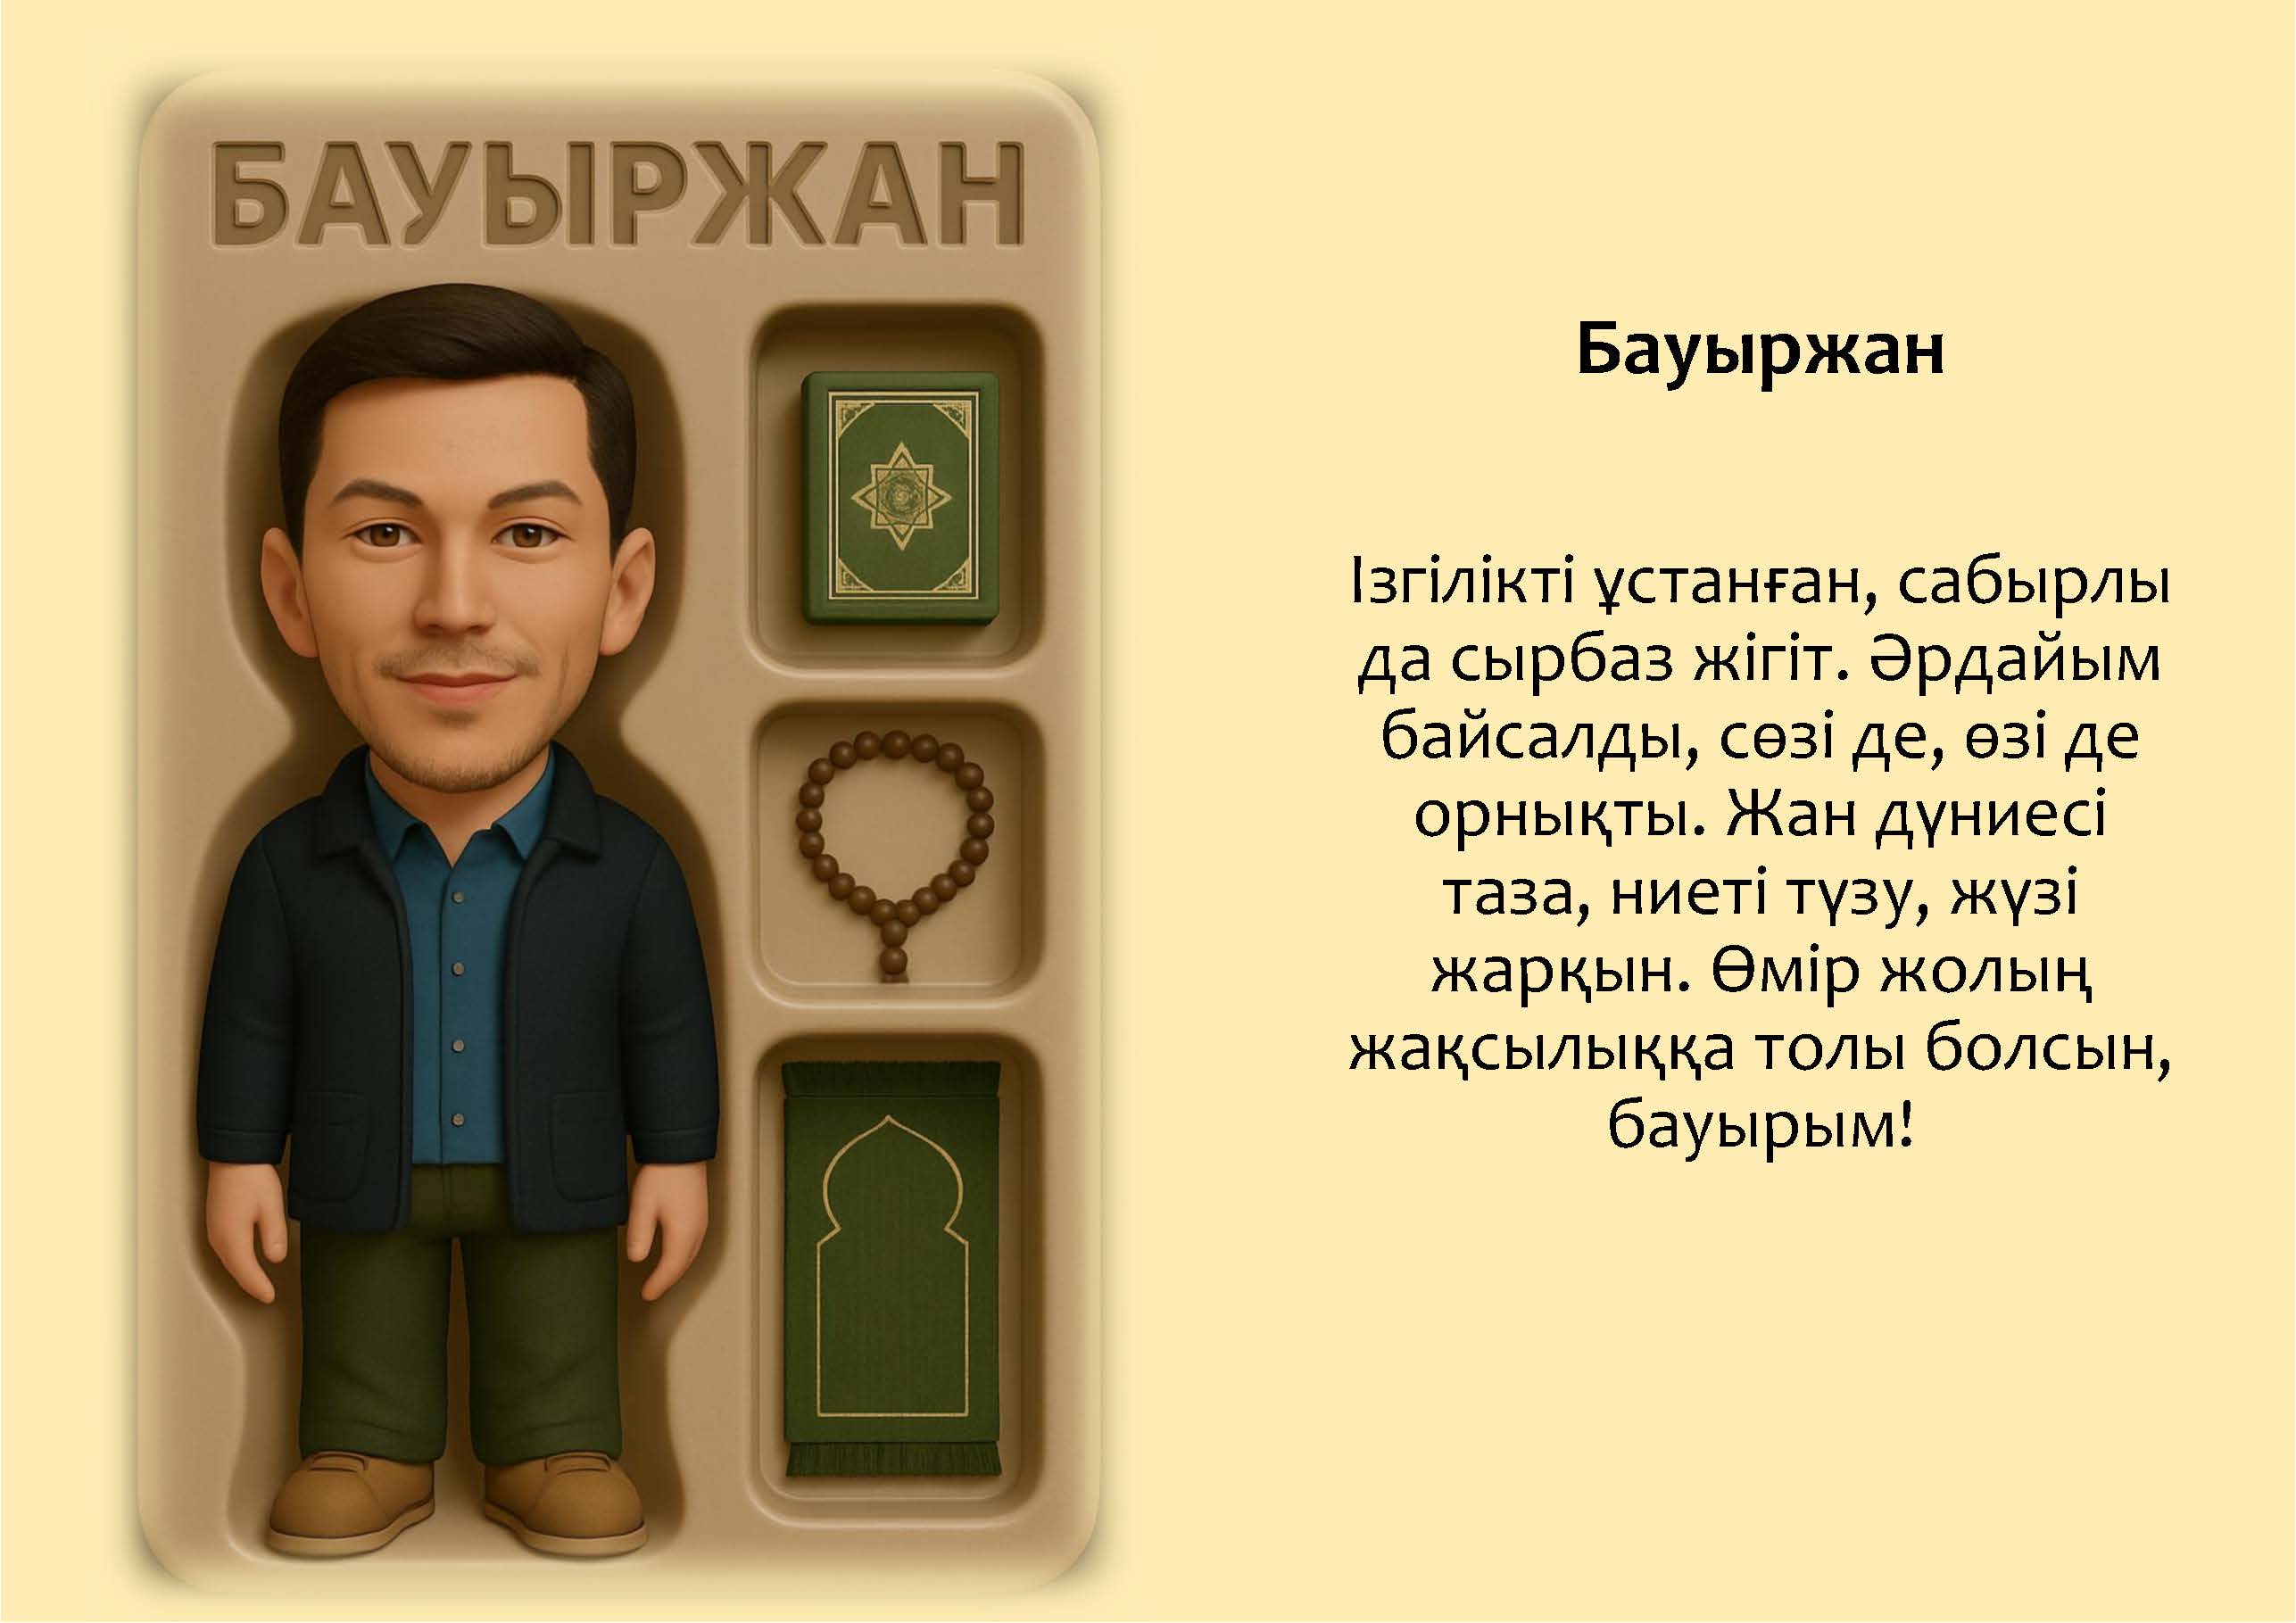 БАУЫРЖАН
Бауыржан
Ізгілікті ұстанған, сабырлы
да сырбаз жігіт. Әрдайым
байсалды, сөзі де, өзі де
орнықты. Жан дүниесі
таза, ниеті түзу, жүзі
жарқын. Өмір жолың
жақсылыққа толы болсын,
бауырым!